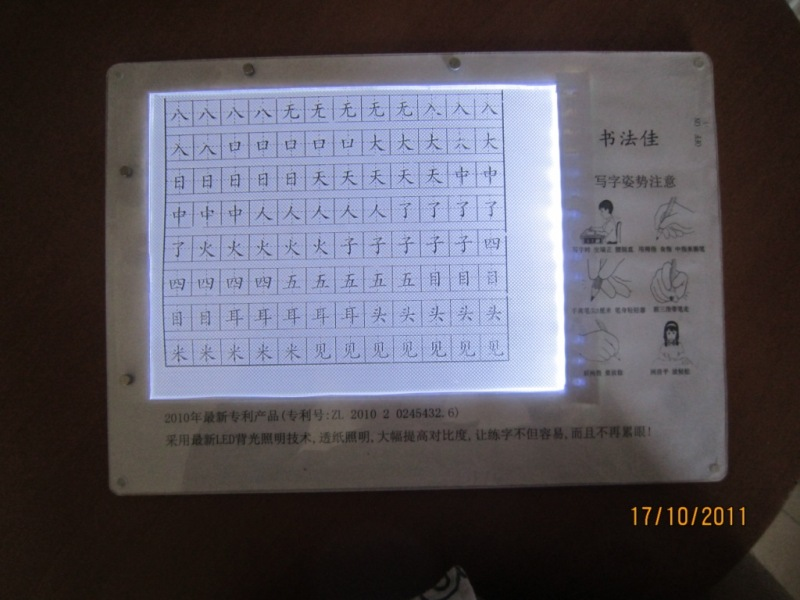 八八八八无无无无无入入入
入入口口口口口大大大大大
日日日日日天天天天天中中
中中中人人人人人了了了了
了火火火火火子子子子子四
四四四四五五五五五目目目
目目耳耳耳耳耳头头头头头
米米米米米见见见见见见见
书法佳
写字姿势注意
2010年最新专利产品(专利号:ZL 2010 2 0245432.6)
采用最新LED背光照明技术,透纸照明,大幅提高对比度,让练字不但容易,而且不再累眼!
17/10/2011